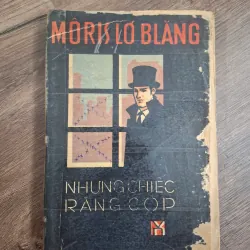 MÔRIS LƠ BLĂNG
NHỮNG CHIẾC
RĂNG CỌP